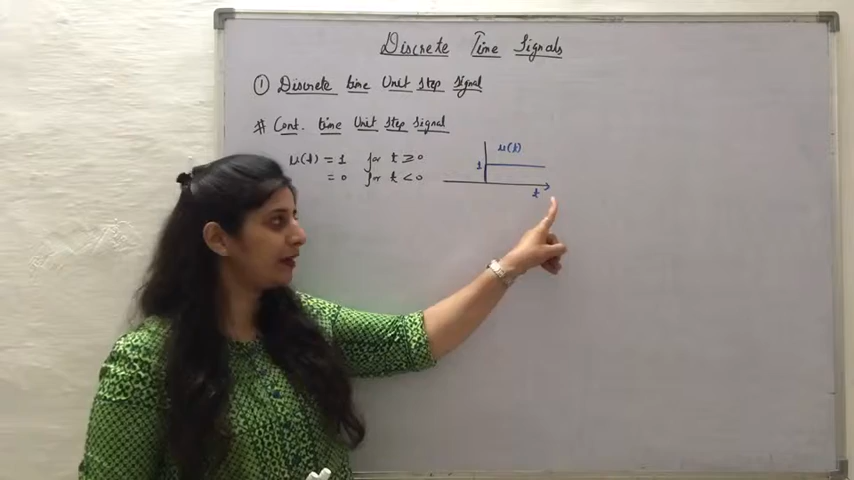 Discrete Time Signals
① Discrete time Unit step signal
# Cont. time Unit step signal
u(t) = 1 for t ≥ 0
= 0 for t < 0
u(t)
1
t